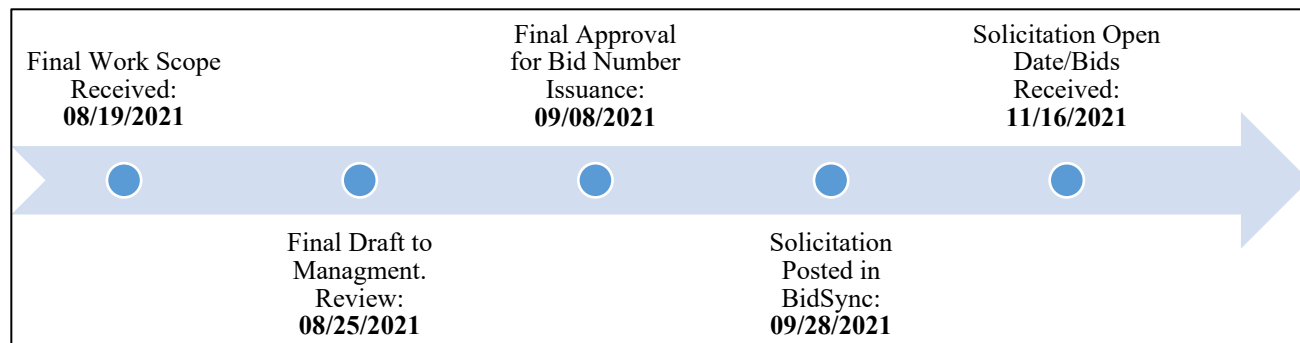 Final Work Scope
Received:
08/19/2021
Final Draft to
Managment.
Review:
08/25/2021
Final Approval
for Bid Number
Issuance:
09/08/2021
Solicitation
Posted in
BidSync:
09/28/2021
Solicitation Open
Date/Bids
Received:
11/16/2021